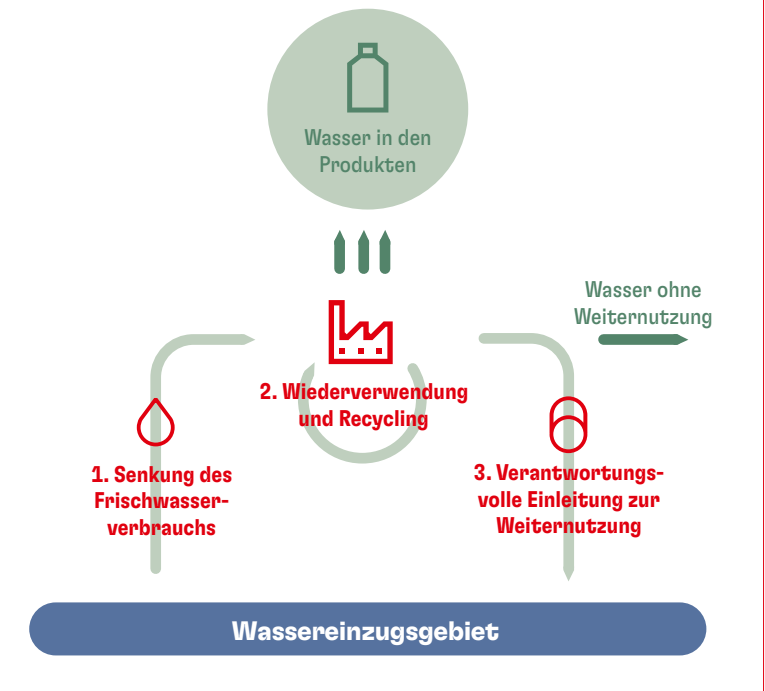 Wasser in den
Produkten
Wasser ohne
Weiternutzung
2. Wiederverwendung
und Recycling
1. Senkung des
Frischwasser-
verbrauchs
3. Verantwortungs-
volle Einleitung zur
Weiternutzung
Wassereinzugsgebiet